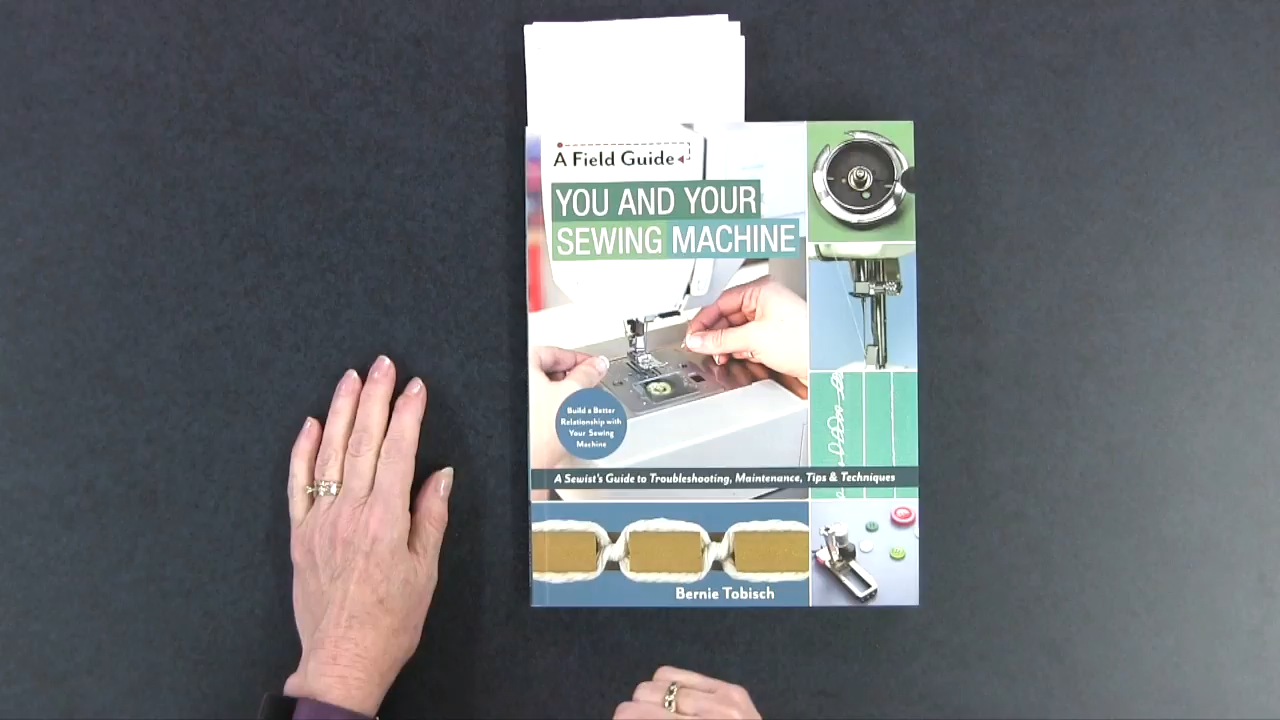 A Field Guide
YOU AND YOUR
SEWING MACHINE
Build a Better
Relationship with
Your Sewing
Machine
A Sewist's Guide to Troubleshooting, Maintenance, Tips & Techniques
Bernie Tobisch